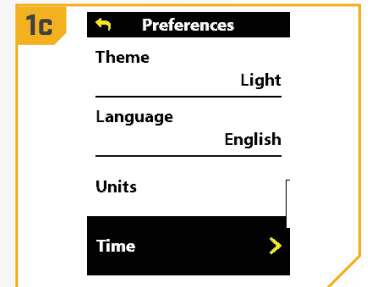 1c
Preferences
Theme
Light
Language
English
Units
Time